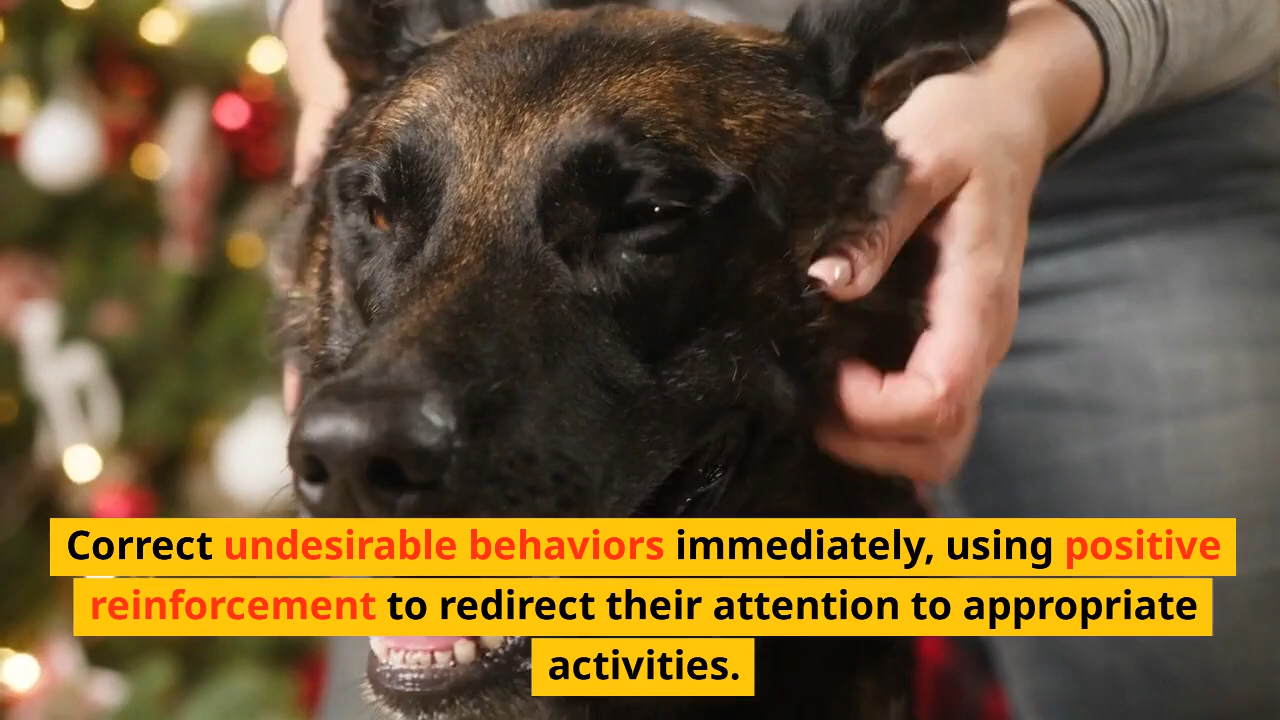 Correct undesirable behaviors immediately, using positive
reinforcement to redirect their attention to appropriate
activities.